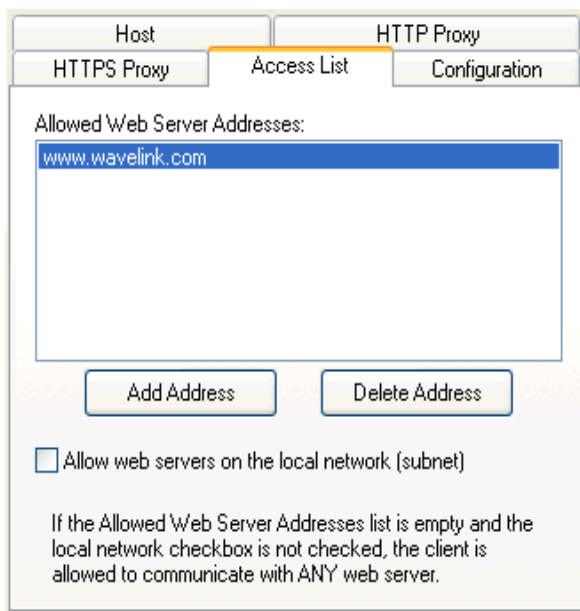 Host
HTTP Proxy
HTTPS Proxy
Access List
Configuration
Allowed Web Server Addresses:
www.wavelink.com
Add Address
Delete Address
Allow web servers on the local network (subnet)
If the Allowed Web Server Addresses list is empty and the
local network checkbox is not checked, the client is
allowed to communicate with ANY web server.